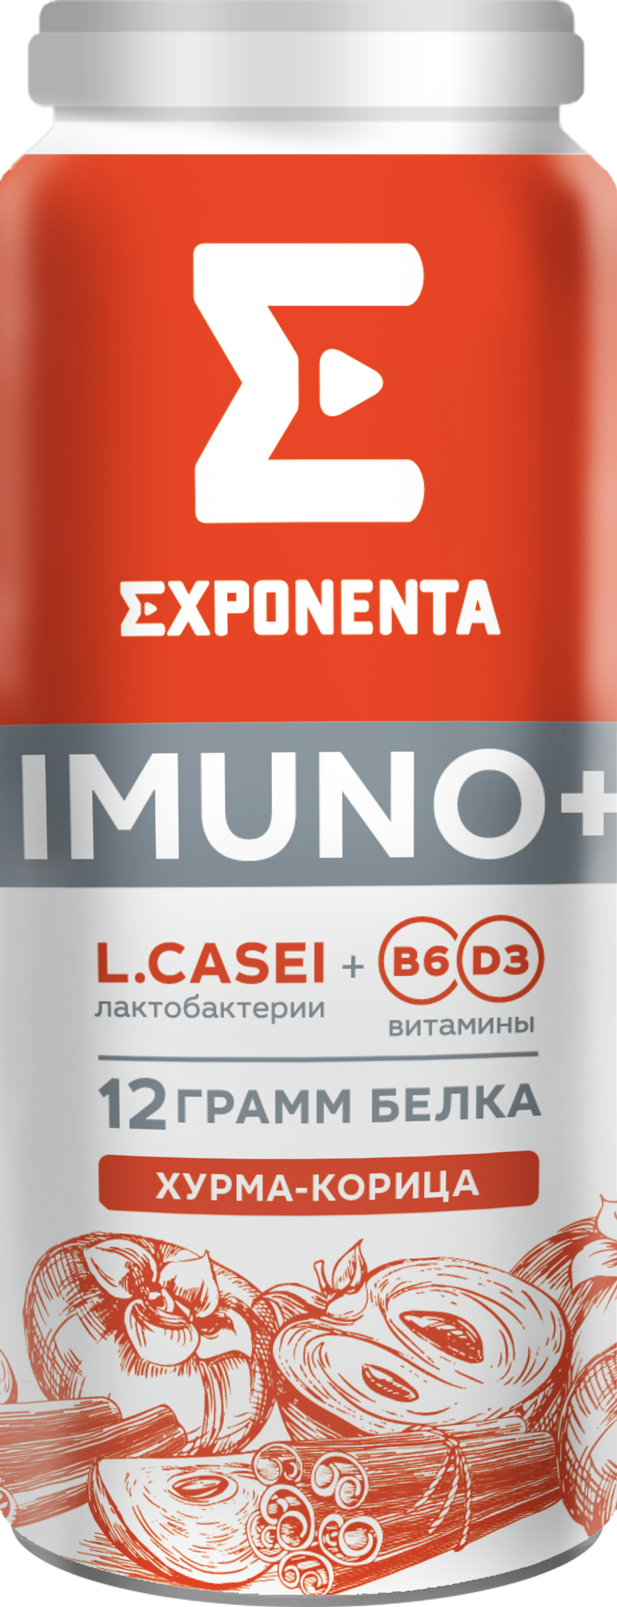 EXPONENTA
IMUNO+
L.CASEI + B6 D3
лактобактерии витамины
12 ГРАММ БЕЛКА
ХУРМА-КОРИЦА